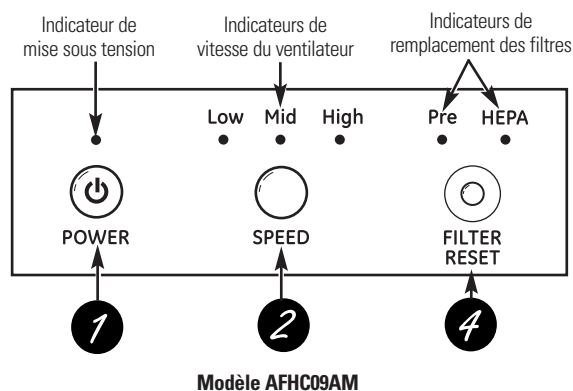 Indicateur de
mise sous tension
Indicateurs de
vitesse du ventilateur
Indicateurs de
remplacement des filtres
Low Mid High
Pre HEPA
POWER
SPEED
FILTER
RESET
1
2
4
Modèle AFHC09AM